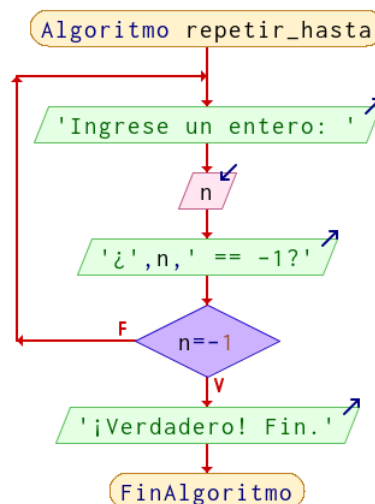 Algoritmo repetir_hasta
'Ingrese un entero: '
n
'¿',n,' == -1?'
F
n=-1
V
'¡Verdadero! Fin.'
FinAlgoritmo